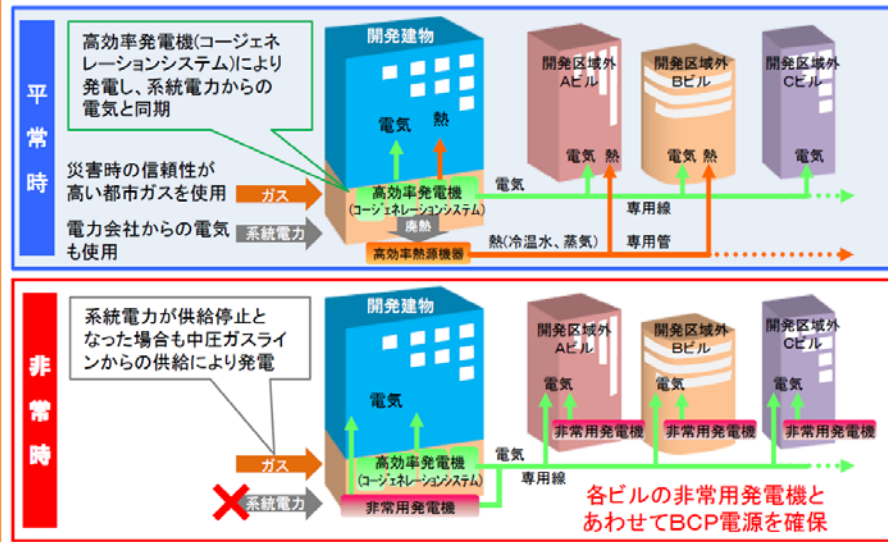 平常時
高効率発電機(コージェネ
レーションシステム)により
発電し、系統電力からの
電気と同期
災害時の信頼性が
高い都市ガスを使用
電力会社からの電気
も使用
ガス
系統電力
開発建物
電気
熱
高効率発電機
(コージェネレーションシステム)
廃熱
高効率熱源機器
電気
専用線
熱(冷温水、蒸気)
専用管
開発区域外
Aビル
電気
熱
開発区域外
Bビル
電気
熱
開発区域外
Cビル
電気
非常時
系統電力が供給停止と
なった場合も中圧ガスライ
ンからの供給により発電
ガス
系統電力
開発建物
電気
高効率発電機
(コージェネレーションシステム)
非常用発電機
電気
専用線
開発区域外
Aビル
電気
非常用発電機
開発区域外
Bビル
電気
非常用発電機
開発区域外
Cビル
電気
非常用発電機
各ビルの非常用発電機と
あわせてBCP電源を確保